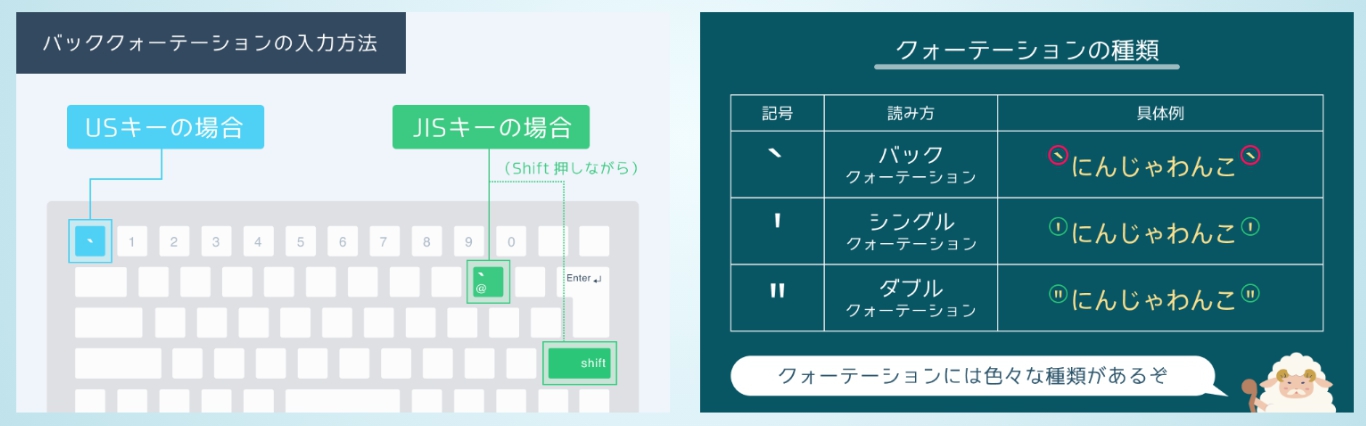 バッククォーテーションの入力方法
USキーの場合
JISキーの場合
（Shift 押しながら）
` 1 2 3 4 5 6 7 8 9 0
`
@
Enter ↵
shift
クォーテーションの種類
記号 読み方 具体例
` バック `にんじゃわんこ`
クォーテーション
' シングル 'にんじゃわんこ'
クォーテーション
" ダブル "にんじゃわんこ"
クォーテーション
クォーテーションには色々な種類があるぞ